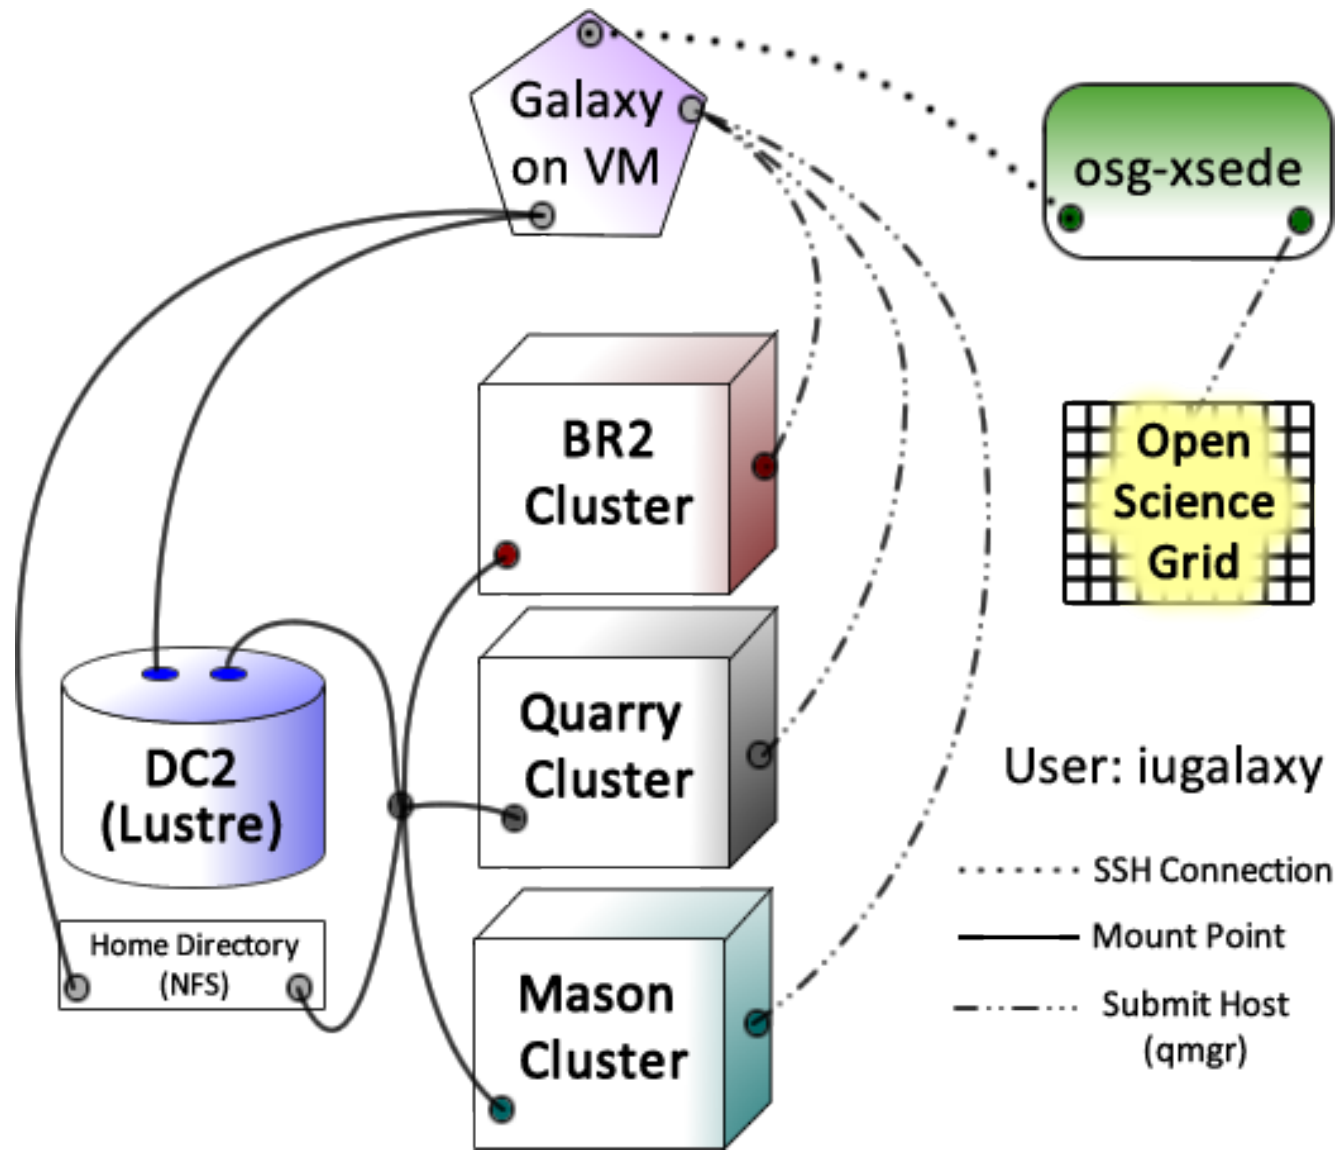 Galaxy
on VM
osg-xsede
BR2
Cluster
Open
Science
Grid
Quarry
Cluster
DC2
(Lustre)
User: iugalaxy
SSH Connection
Home Directory
(NFS)
Mount Point
Mason
Cluster
Submit Host
(qmgr)